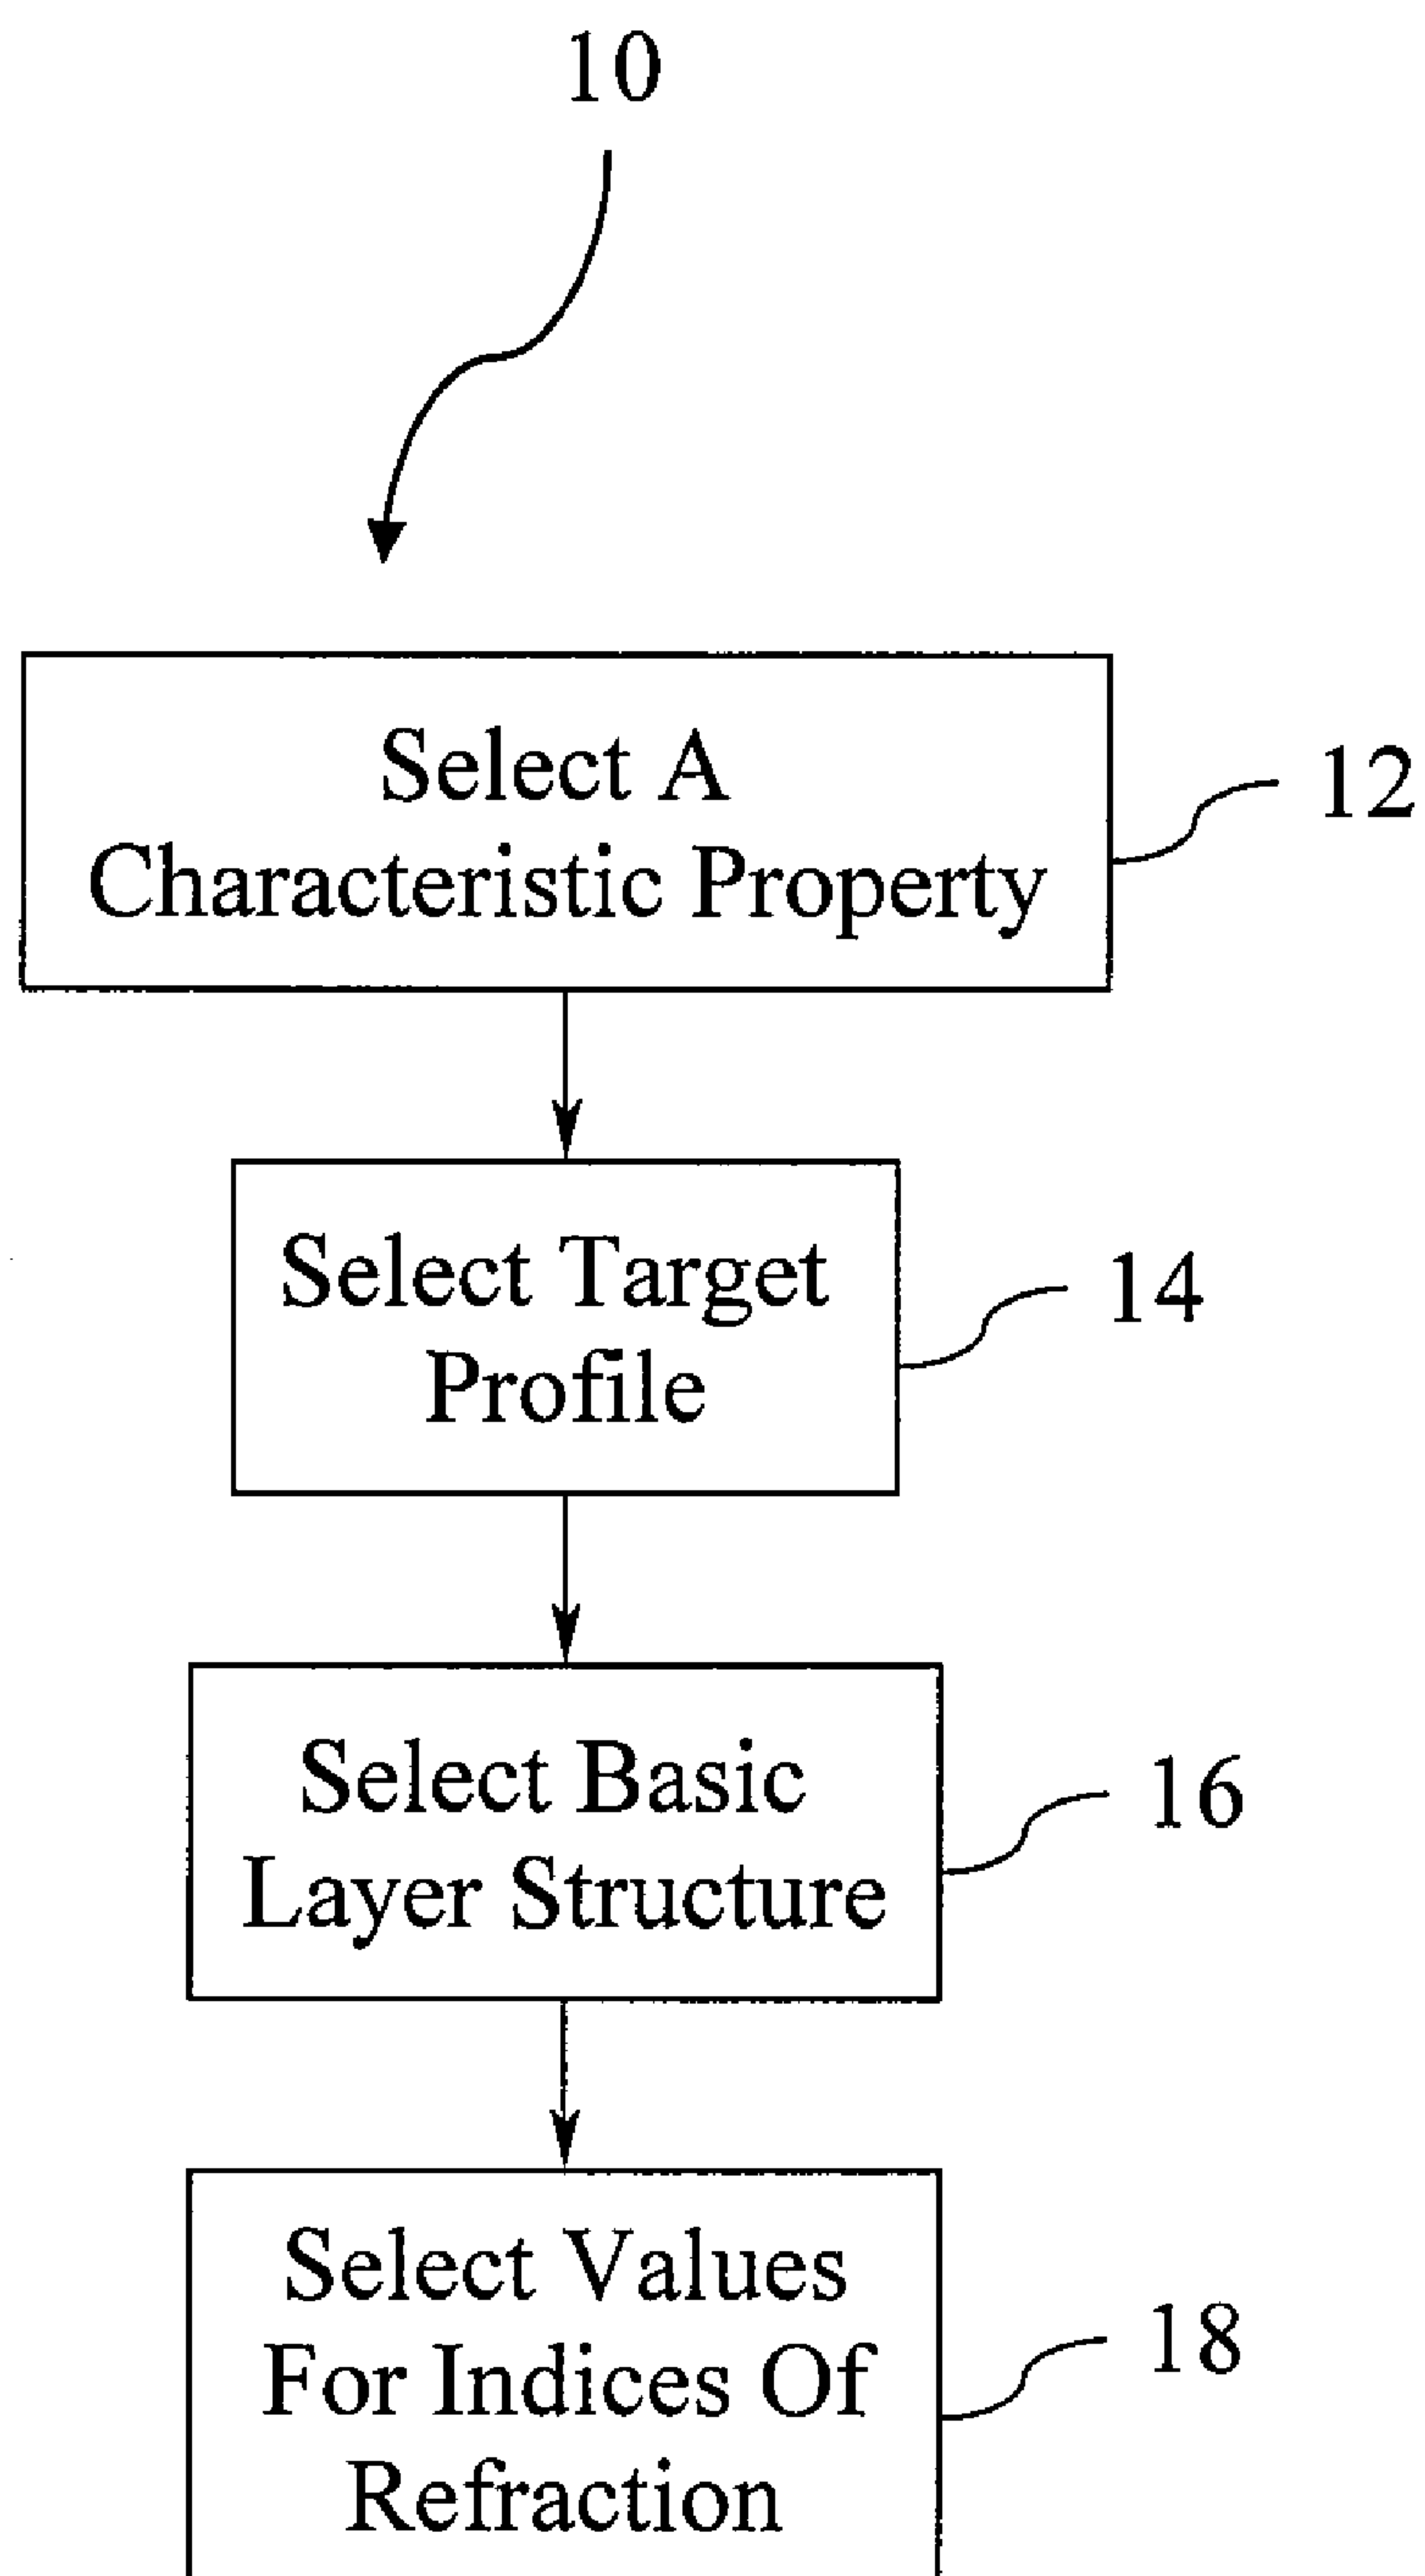 10
Select A
Characteristic Property
12
Select Target
Profile
14
Select Basic
Layer Structure
16
Select Values
For Indices Of
Refraction
18